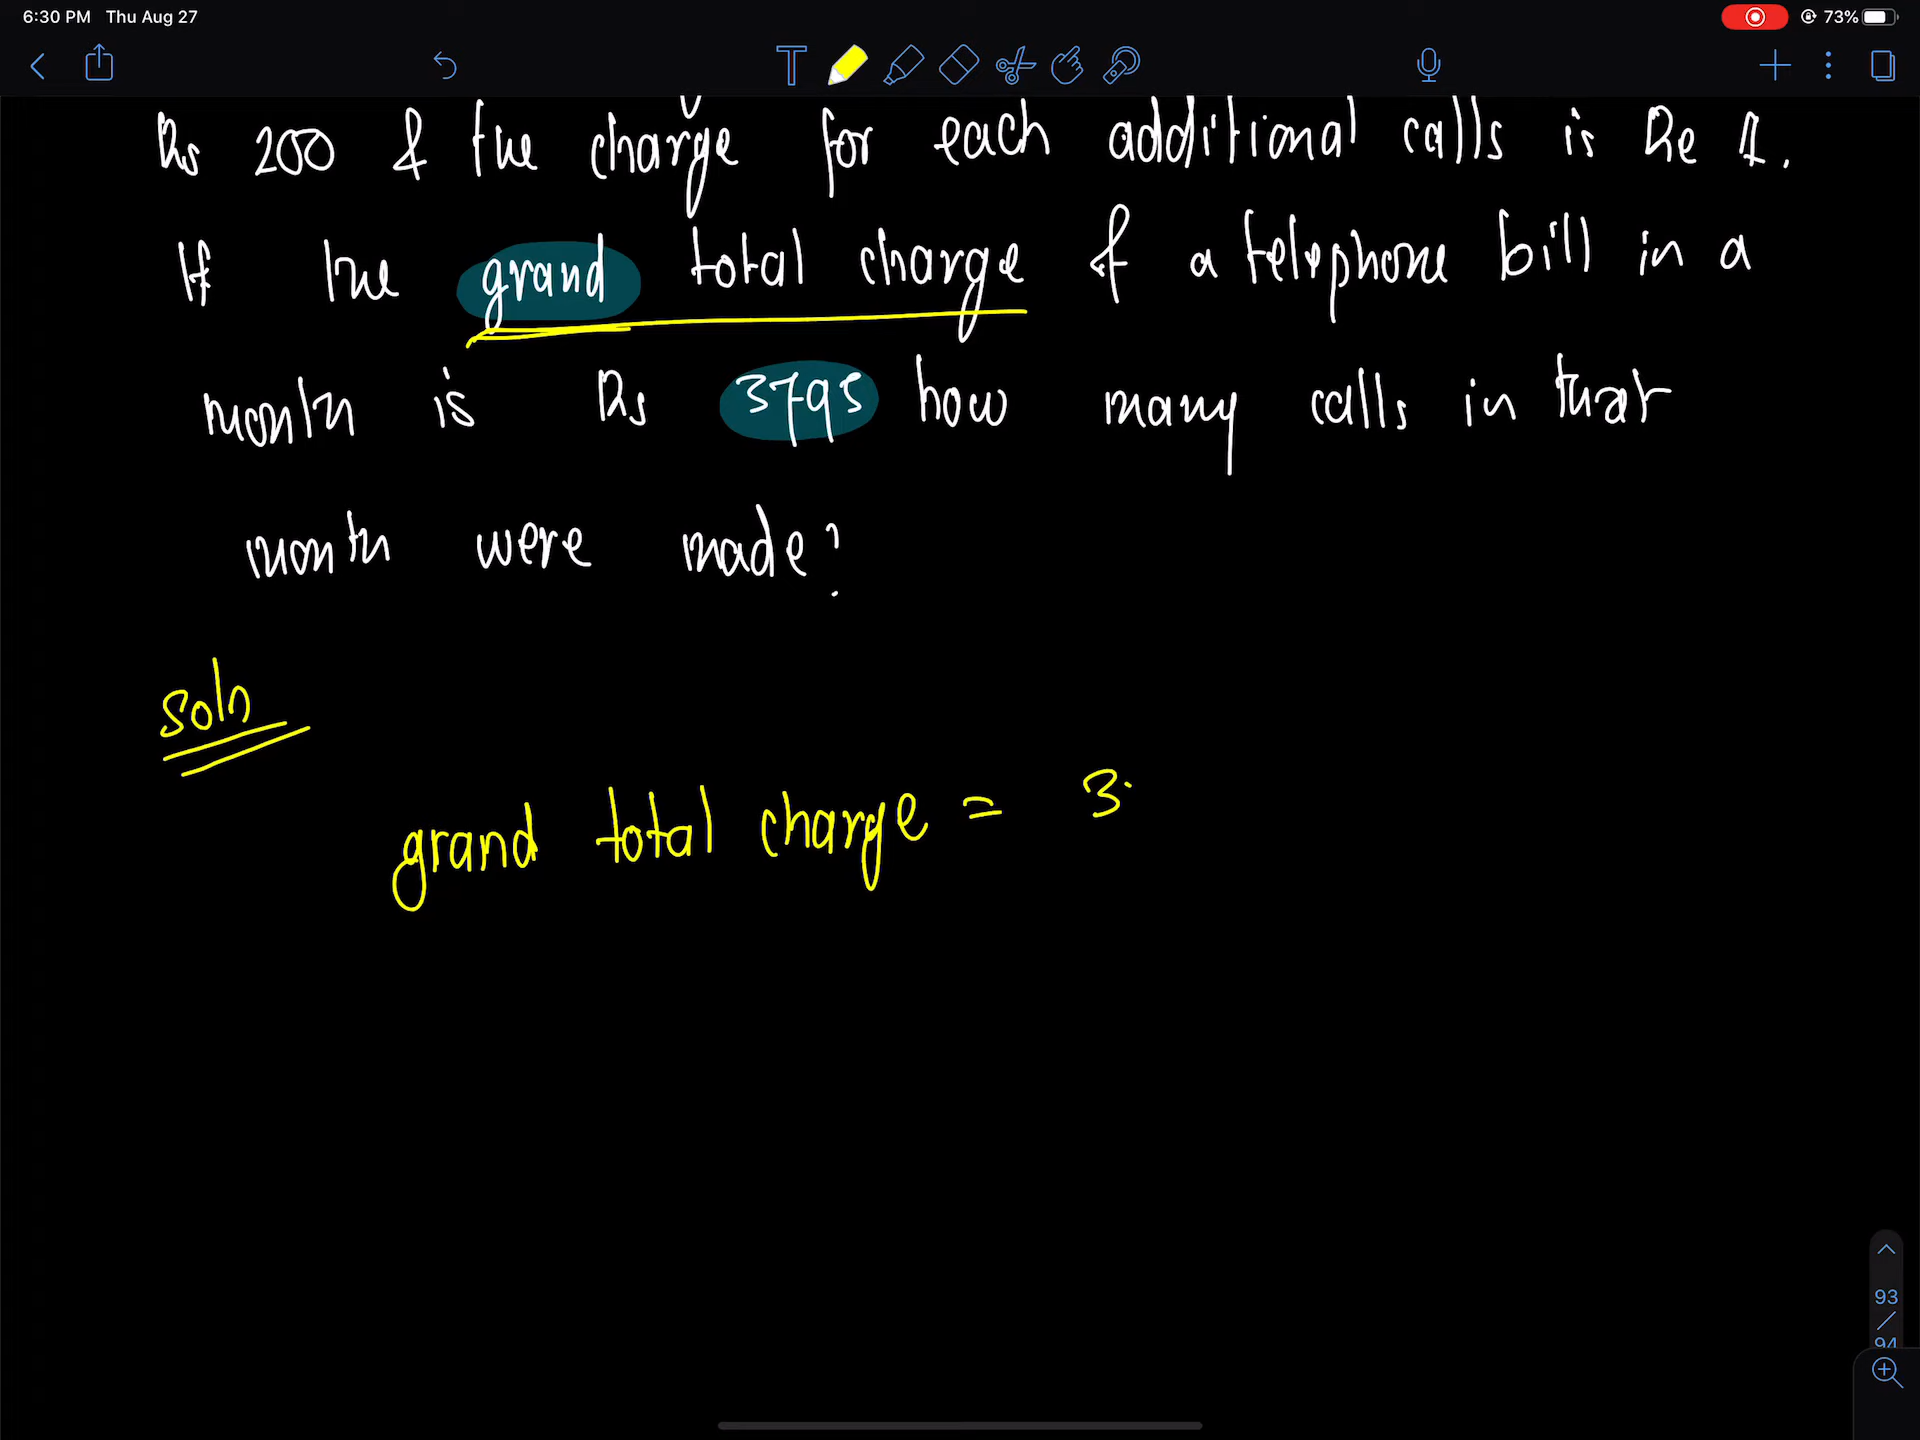 6:30 PM Thu Aug 27
73%
T
Rs 200 & the charge for each additional calls is Re 1.
If the grand total charge of a telephone bill in a
month is Rs 3795 how many calls in that
month were made?
soln
grand total charge = 3
93
/
94